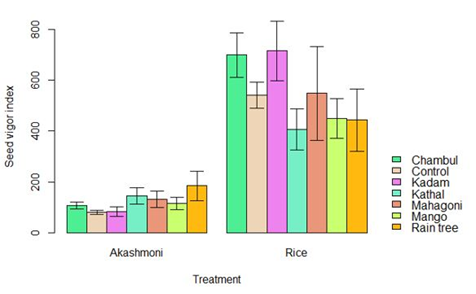 800
600
400
200
0
Seed vigor index
Akashmoni
Rice
Treatment
Chambul
Control
Kadam
Kathal
Mahagoni
Mango
Rain tree